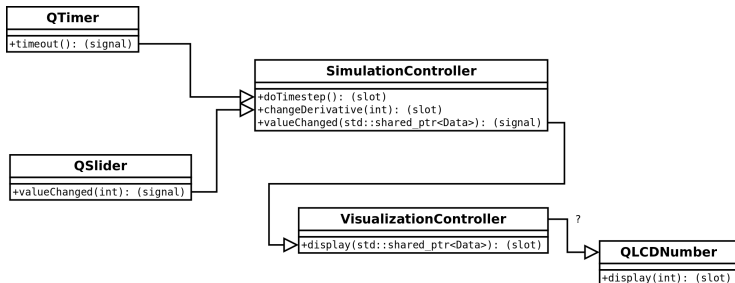 QTimer
+timeout(): (signal)
SimulationController
+doTimestep(): (slot)
+changeDerivative(int): (slot)
+valueChanged(std::shared_ptr<Data>): (signal)
QSlider
+valueChanged(int): (signal)
VisualizationController
+display(std::shared_ptr<Data>): (slot)
?
QLCDNumber
+display(int): (slot)